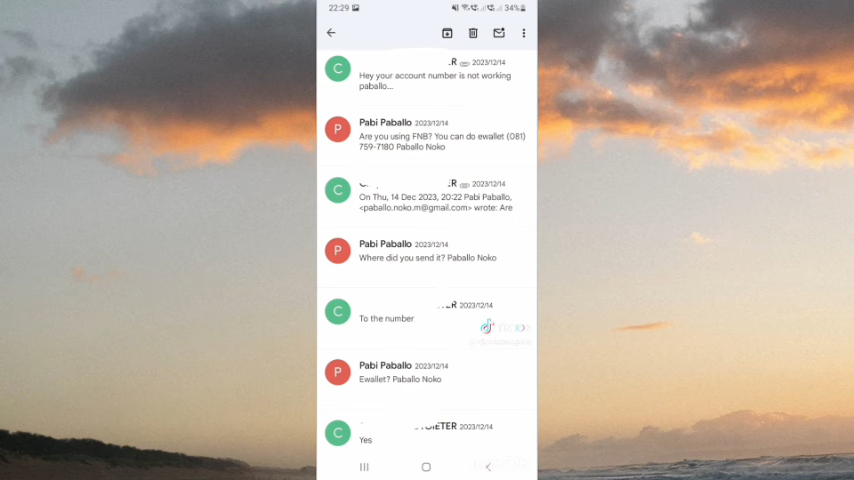 22:29
34%
.R 2023/12/14
Hey your account number is not working
paballo...
Pabi Paballo 2023/12/14
Are you using FNB? You can do ewallet (081)
759-7180 Paballo Noko
R 2023/12/14
On Thu, 14 Dec 2023, 20:22 Pabi Paballo,
<paballo.noko.m@gmail.com> wrote: Are
Pabi Paballo 2023/12/14
Where did you send it? Paballo Noko
R 2023/12/14
To the number
Pabi Paballo 2023/12/14
Ewallet? Paballo Noko
IETER 2023/12/14
Yes
C
P
C
P
C
P
C